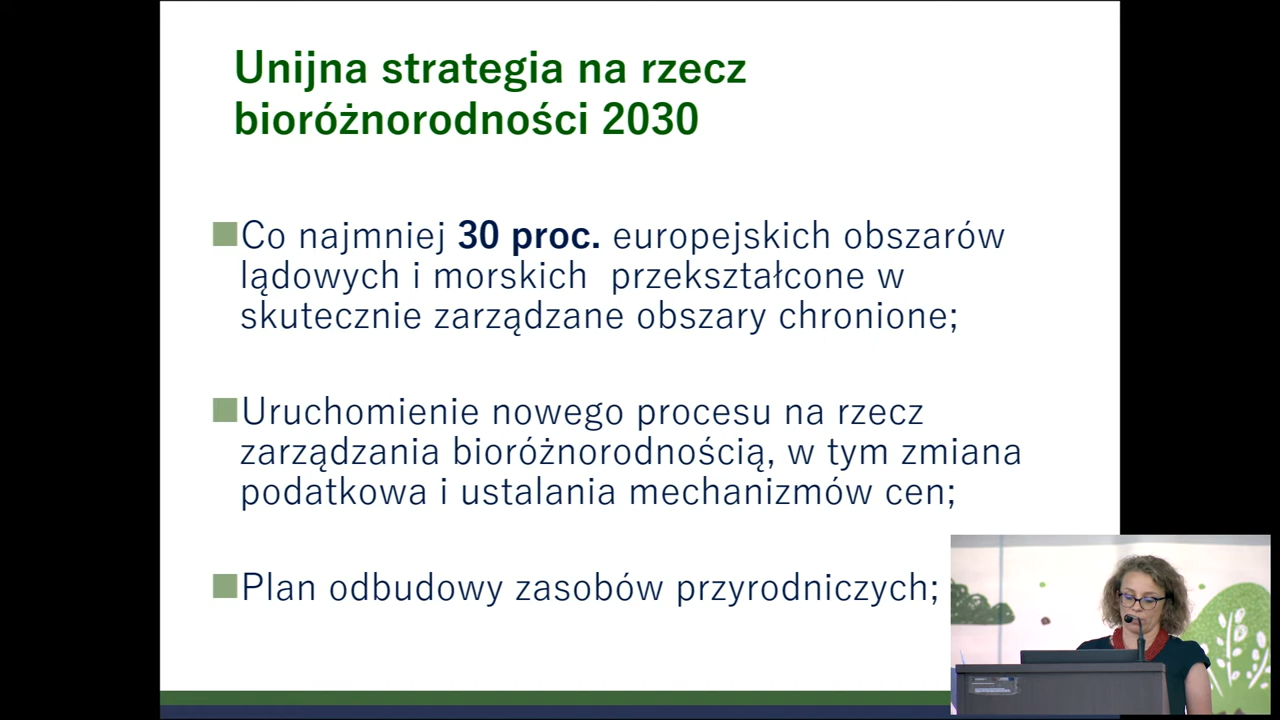 Unijna strategia na rzecz
bioróżnorodności 2030
Co najmniej 30 proc. europejskich obszarów
lądowych i morskich przekształcone w
skutecznie zarządzane obszary chronione;
Uruchomienie nowego procesu na rzecz
zarządzania bioróżnorodnością, w tym zmiana
podatkowa i ustalania mechanizmów cen;
Plan odbudowy zasobów przyrodniczych;